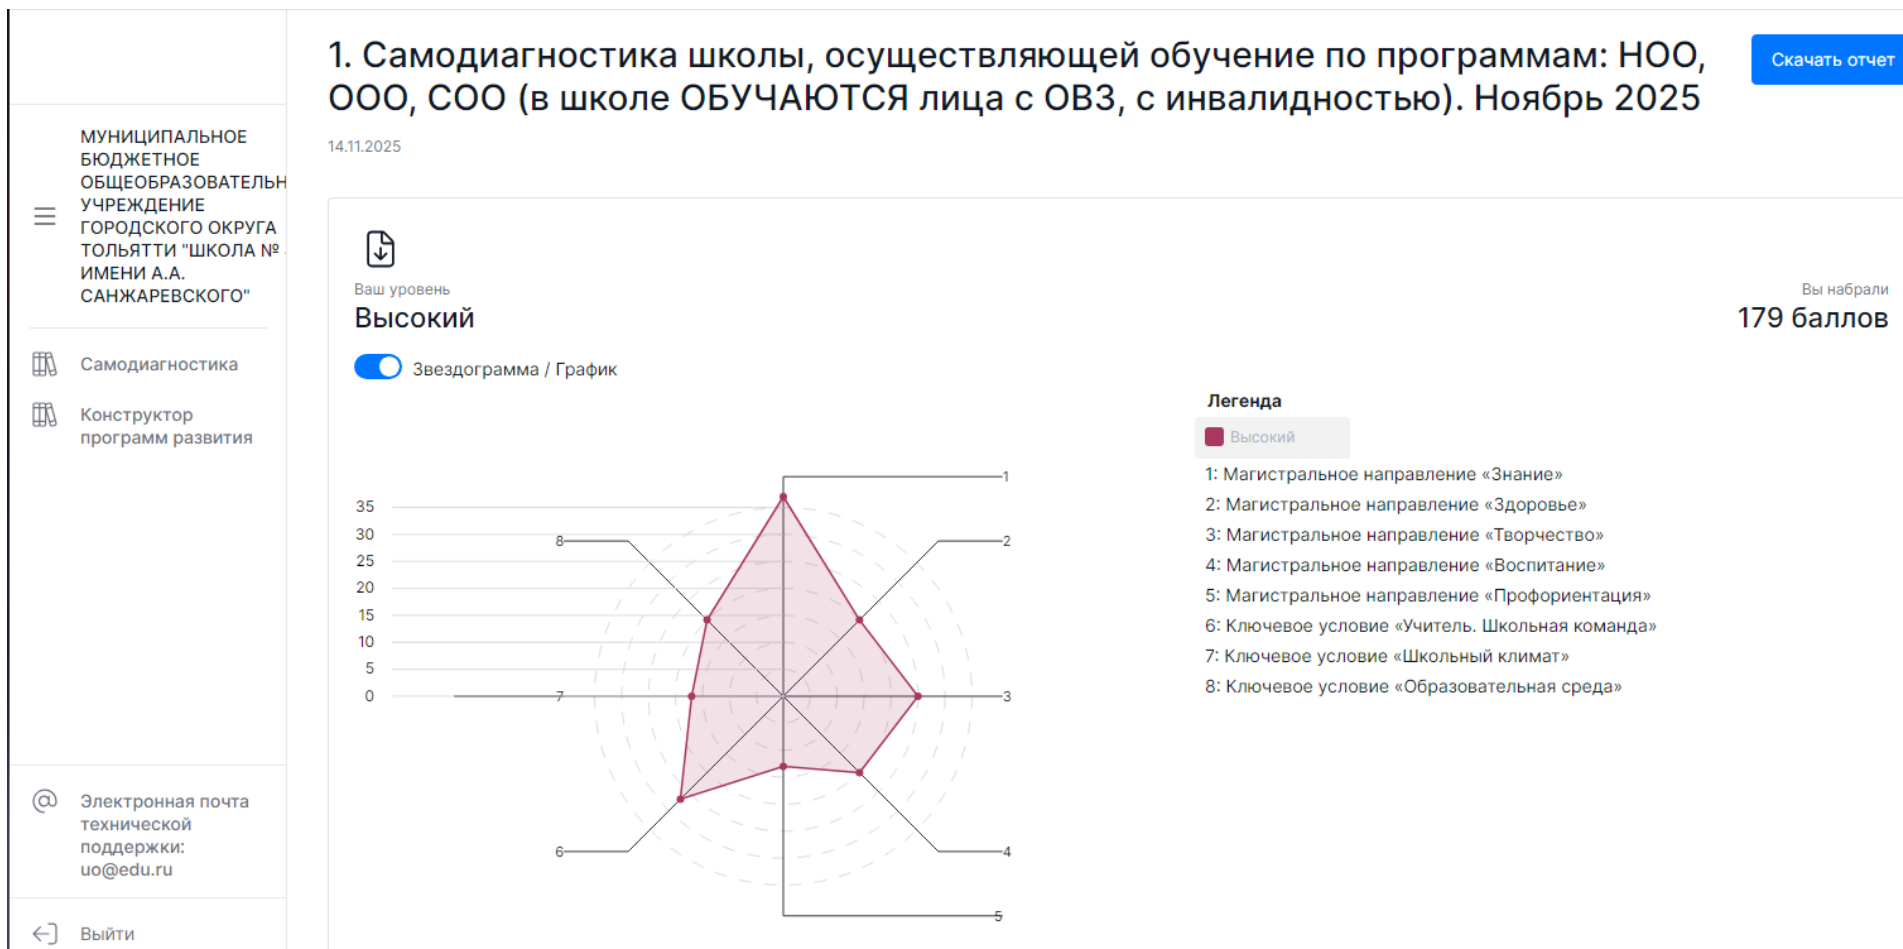 1. Самодиагностика школы, осуществляющей обучение по программам: НОО,
ООО, СОО (в школе ОБУЧАЮТСЯ лица с ОВЗ, с инвалидностью). Ноябрь 2025
Скачать отчет
14.11.2025
МУНИЦИПАЛЬНОЕ
БЮДЖЕТНОЕ
ОБЩЕОБРАЗОВАТЕЛЬН
УЧРЕЖДЕНИЕ
ГОРОДСКОГО ОКРУГА
ТОЛЬЯТТИ "ШКОЛА №
ИМЕНИ А.А.
САНЖАРЕВСКОГО"
Самодиагностика
Конструктор
программ развития
Электронная почта
технической
поддержки:
uo@edu.ru
Выйти
Ваш уровень
Высокий
Вы набрали
179 баллов
Звездограмма / График
35
30
25
20
15
10
5
0
1
2
3
4
5
6
7
8
Легенда
Высокий
1: Магистральное направление «Знание»
2: Магистральное направление «Здоровье»
3: Магистральное направление «Творчество»
4: Магистральное направление «Воспитание»
5: Магистральное направление «Профориентация»
6: Ключевое условие «Учитель. Школьная команда»
7: Ключевое условие «Школьный климат»
8: Ключевое условие «Образовательная среда»